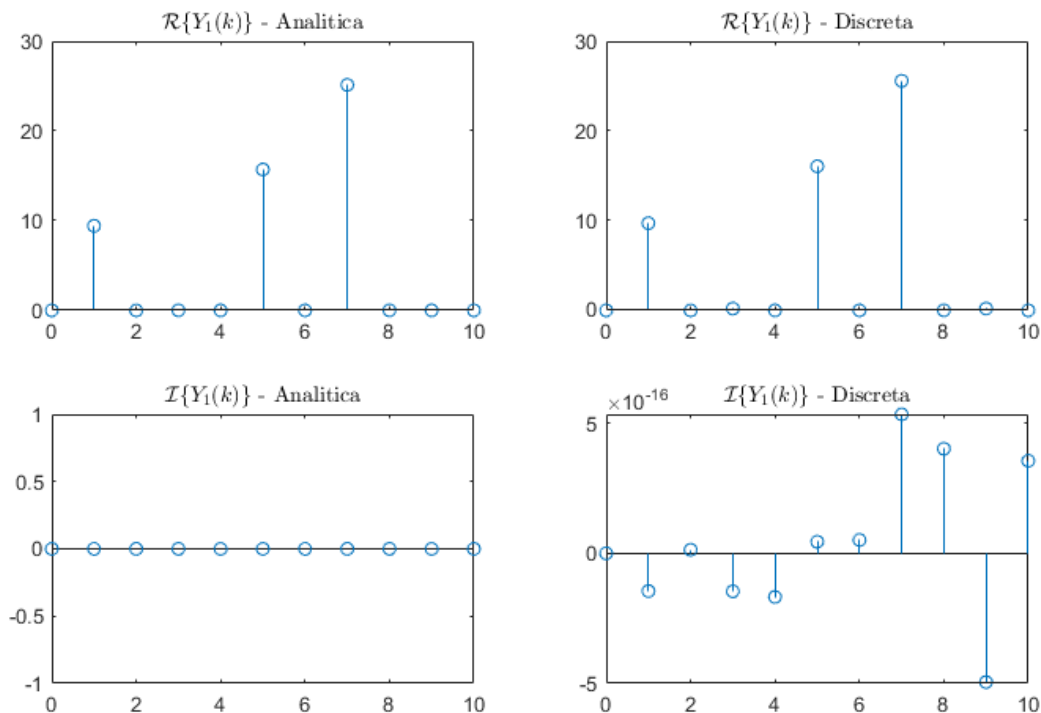 ℛ{Y₁(k)} - Analitica
30
20
10
0
0 2 4 6 8 10
ℛ{Y₁(k)} - Discreta
30
20
10
0
0 2 4 6 8 10
ℐ{Y₁(k)} - Analitica
1
0.5
0
-0.5
-1
0 2 4 6 8 10
ℐ{Y₁(k)} - Discreta
×10⁻¹⁶
5
0
-5
0 2 4 6 8 10